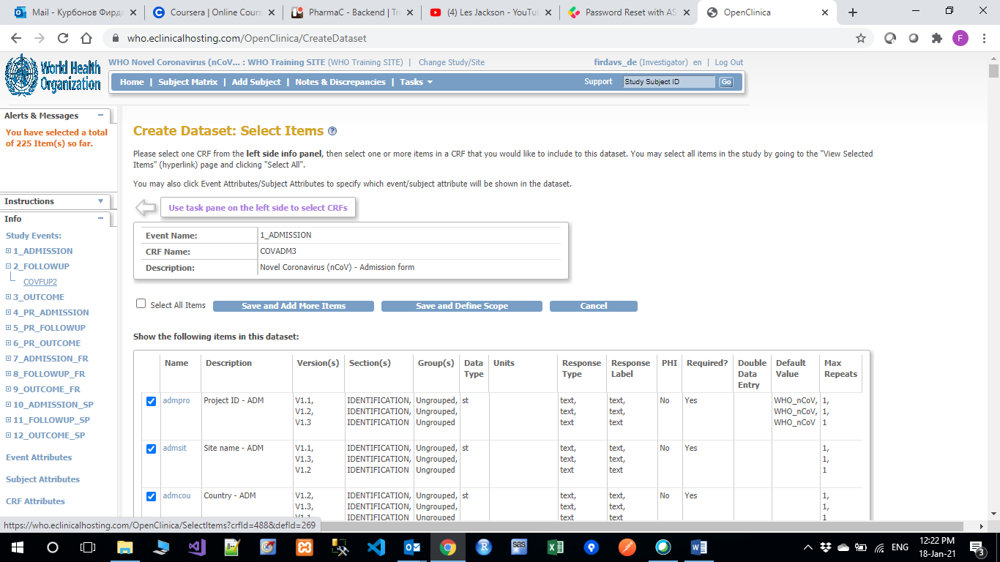 Mail - Курбонов Фирда
Coursera | Online Cours
PharmaC - Backend | Tr
(4) Les Jackson - YouTu
Password Reset with AS
OpenClinica
who.eclinicalhosting.com/OpenClinica/CreateDataset
F
World Health
Organization
WHO Novel Coronavirus (nCoV... : WHO Training SITE (WHO Training SITE) | Change Study/Site
firdavs_de (Investigator) en | Log Out
Home | Subject Matrix | Add Subject | Notes & Discrepancies | Tasks
Support Study Subject ID Go
Alerts & Messages
You have selected a total
of 225 Item(s) so far.
Instructions
Info
Study Events:
1_ADMISSION
2_FOLLOWUP
COVFUP2
3_OUTCOME
4_PR_ADMISSION
5_PR_FOLLOWUP
6_PR_OUTCOME
7_ADMISSION_FR
8_FOLLOWUP_FR
9_OUTCOME_FR
10_ADMISSION_SP
11_FOLLOWUP_SP
12_OUTCOME_SP
Event Attributes
Subject Attributes
CRF Attributes
Create Dataset: Select Items ?
Please select one CRF from the left side info panel, then select one or more items in a CRF that you would like to include to this dataset. You may select all items in the study by going to the "View Selected
Items" (hyperlink) page and clicking "Select All".
You may also click Event Attributes/Subject Attributes to specify which event/subject attribute will be shown in the dataset.
Use task pane on the left side to select CRFs
Event Name: 1_ADMISSION
CRF Name: COVADM3
Description: Novel Coronavirus (nCoV) - Admission form
Select All Items Save and Add More Items Save and Define Scope Cancel
Show the following items in this dataset:
Name Description Version(s) Section(s) Group(s) Data Units Response Response PHI Required? Double Default Max
Type Type Label Data Value Repeats
Entry
admpro Project ID - ADM V1.1, IDENTIFICATION, Ungrouped, st text, text, No Yes WHO_nCoV, 1,
V1.2, IDENTIFICATION, Ungrouped, text, text, WHO_nCoV, 1,
V1.3 IDENTIFICATION Ungrouped text text WHO_nCoV 1
admsit Site name - ADM V1.1, IDENTIFICATION, Ungrouped, st text, text, No Yes 1,
V1.3, IDENTIFICATION, Ungrouped, text, text, 1,
V1.2 IDENTIFICATION Ungrouped text text 1
admcou Country - ADM V1.2, IDENTIFICATION, Ungrouped, st text, text, No Yes 1,
V1.3, IDENTIFICATION, Ungrouped, text, text, 1,
V1.1 IDENTIFICATION Ungrouped text text 1
https://who.eclinicalhosting.com/OpenClinica/SelectItems?crfId=488&defId=269
ENG
12:22 PM
18-Jan-21
3